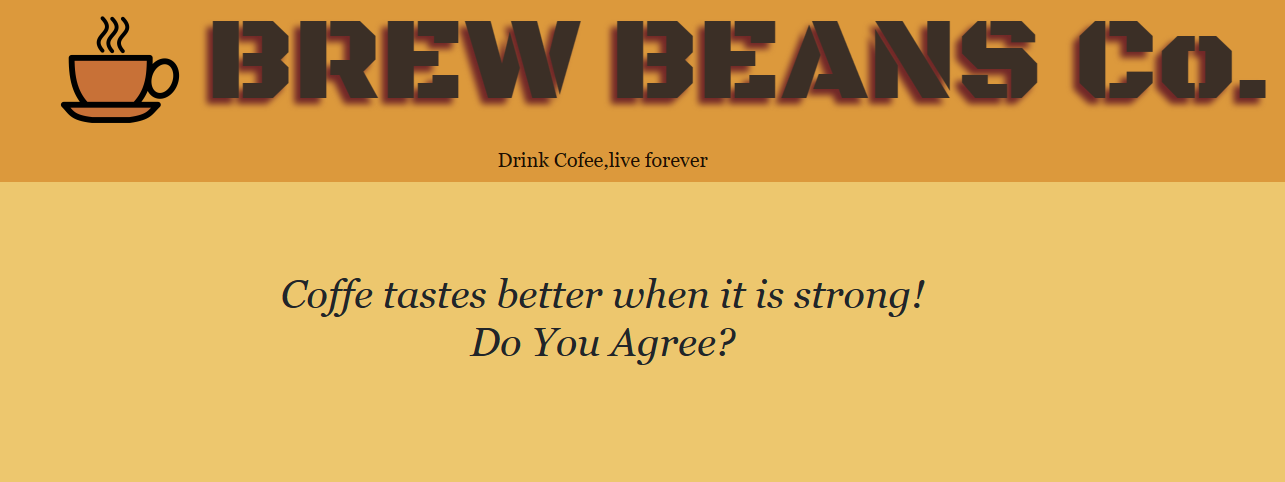 BREW BEANS Co.
Drink Cofee,live forever
Coffe tastes better when it is strong!
Do You Agree?